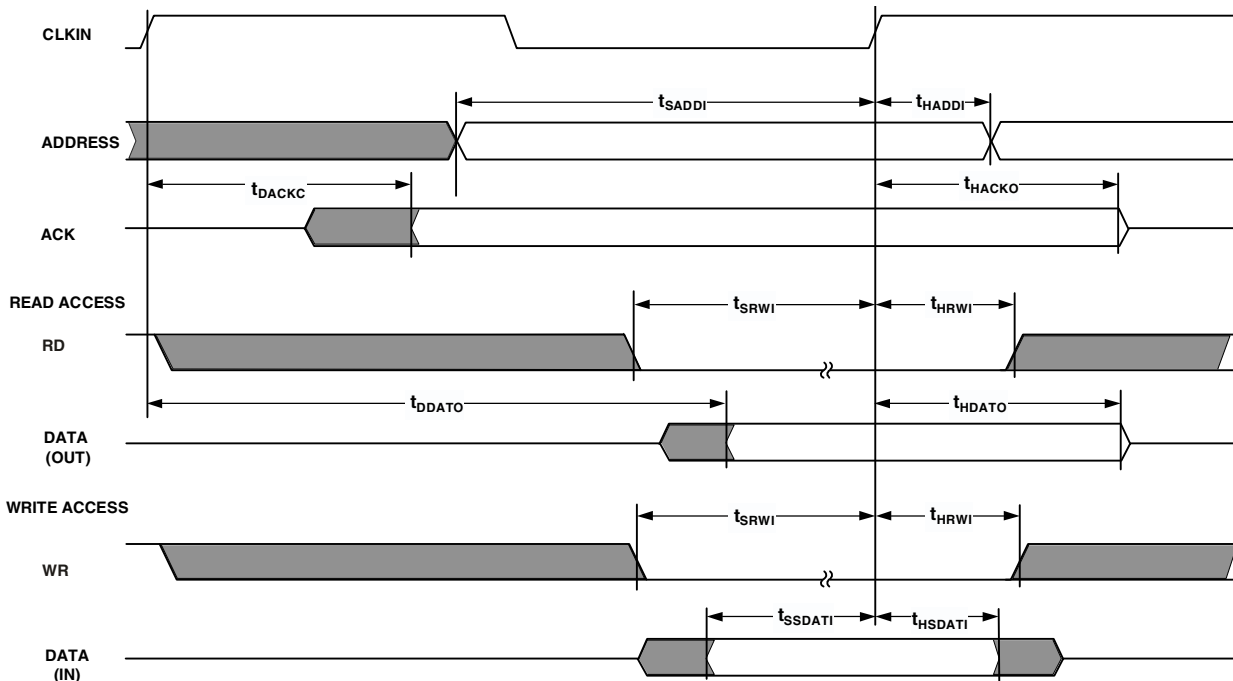 CLKIN
tSADDI
tHADDI
ADDRESS
tDACKC
tHACKO
ACK
READ ACCESS
tSRWI
tHRWI
RD
tDDATO
tHDATO
DATA
(OUT)
WRITE ACCESS
tSRWI
tHRWI
WR
tSSDATI
tHSDATI
DATA
(IN)